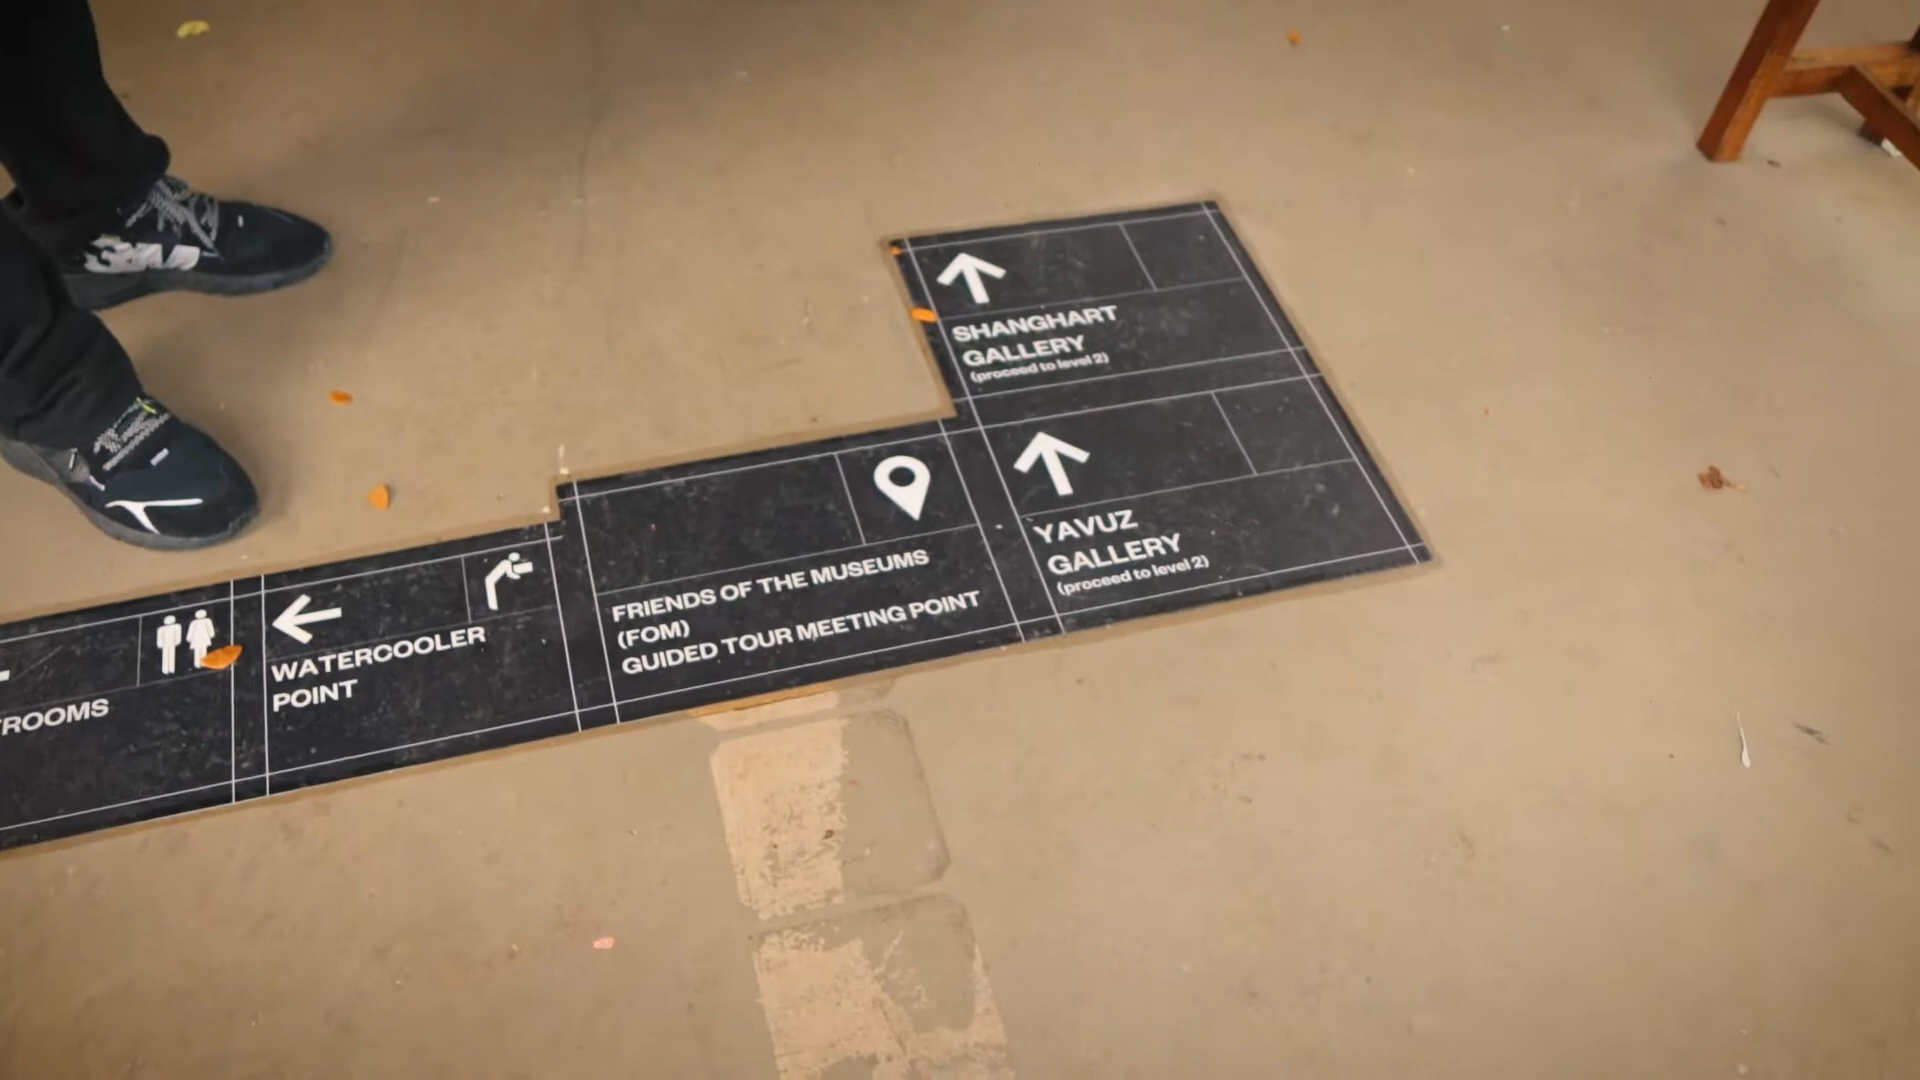 SHANGHART
GALLERY
(proceed to level 2)
YAVUZ
GALLERY
(proceed to level 2)
FRIENDS OF THE MUSEUMS
(FOM)
GUIDED TOUR MEETING POINT
WATERCOOLER
POINT
TROOMS